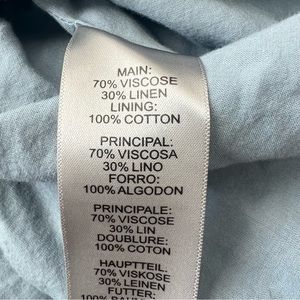 MAIN:
70% VISCOSE
30% LINEN
LINING:
100% COTTON
PRINCIPAL:
70% VISCOSA
30% LINO
FORRO:
100% ALGODON
PRINCIPALE:
70% VISCOSE
30% LIN
DOUBLURE:
100% COTON
HAUPTTEIL:
70% VISKOSE
30% LEINEN
FUTTER:
100%